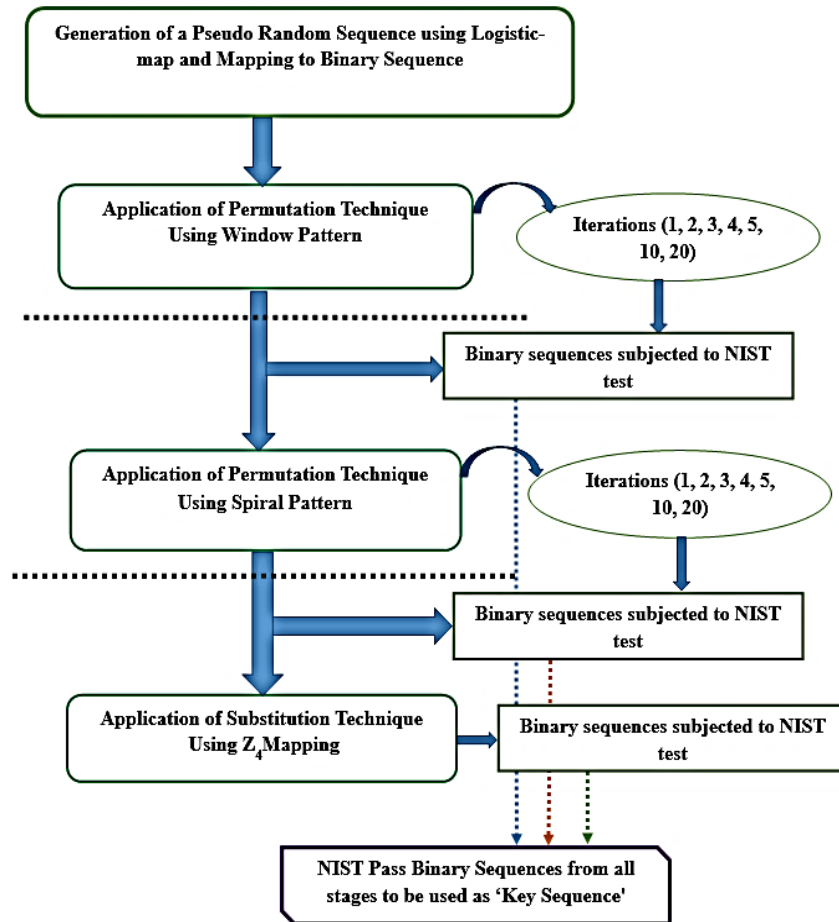 Generation of a Pseudo Random Sequence using Logistic-
map and Mapping to Binary Sequence
Application of Permutation Technique
Using Window Pattern
Iterations (1, 2, 3, 4, 5,
10, 20)
Binary sequences subjected to NIST
test
Application of Permutation Technique
Using Spiral Pattern
Iterations (1, 2, 3, 4, 5,
10, 20)
Binary sequences subjected to NIST
test
Application of Substitution Technique
Using Z₄Mapping
Binary sequences subjected to NIST
test
NIST Pass Binary Sequences from all
stages to be used as ‘Key Sequence'